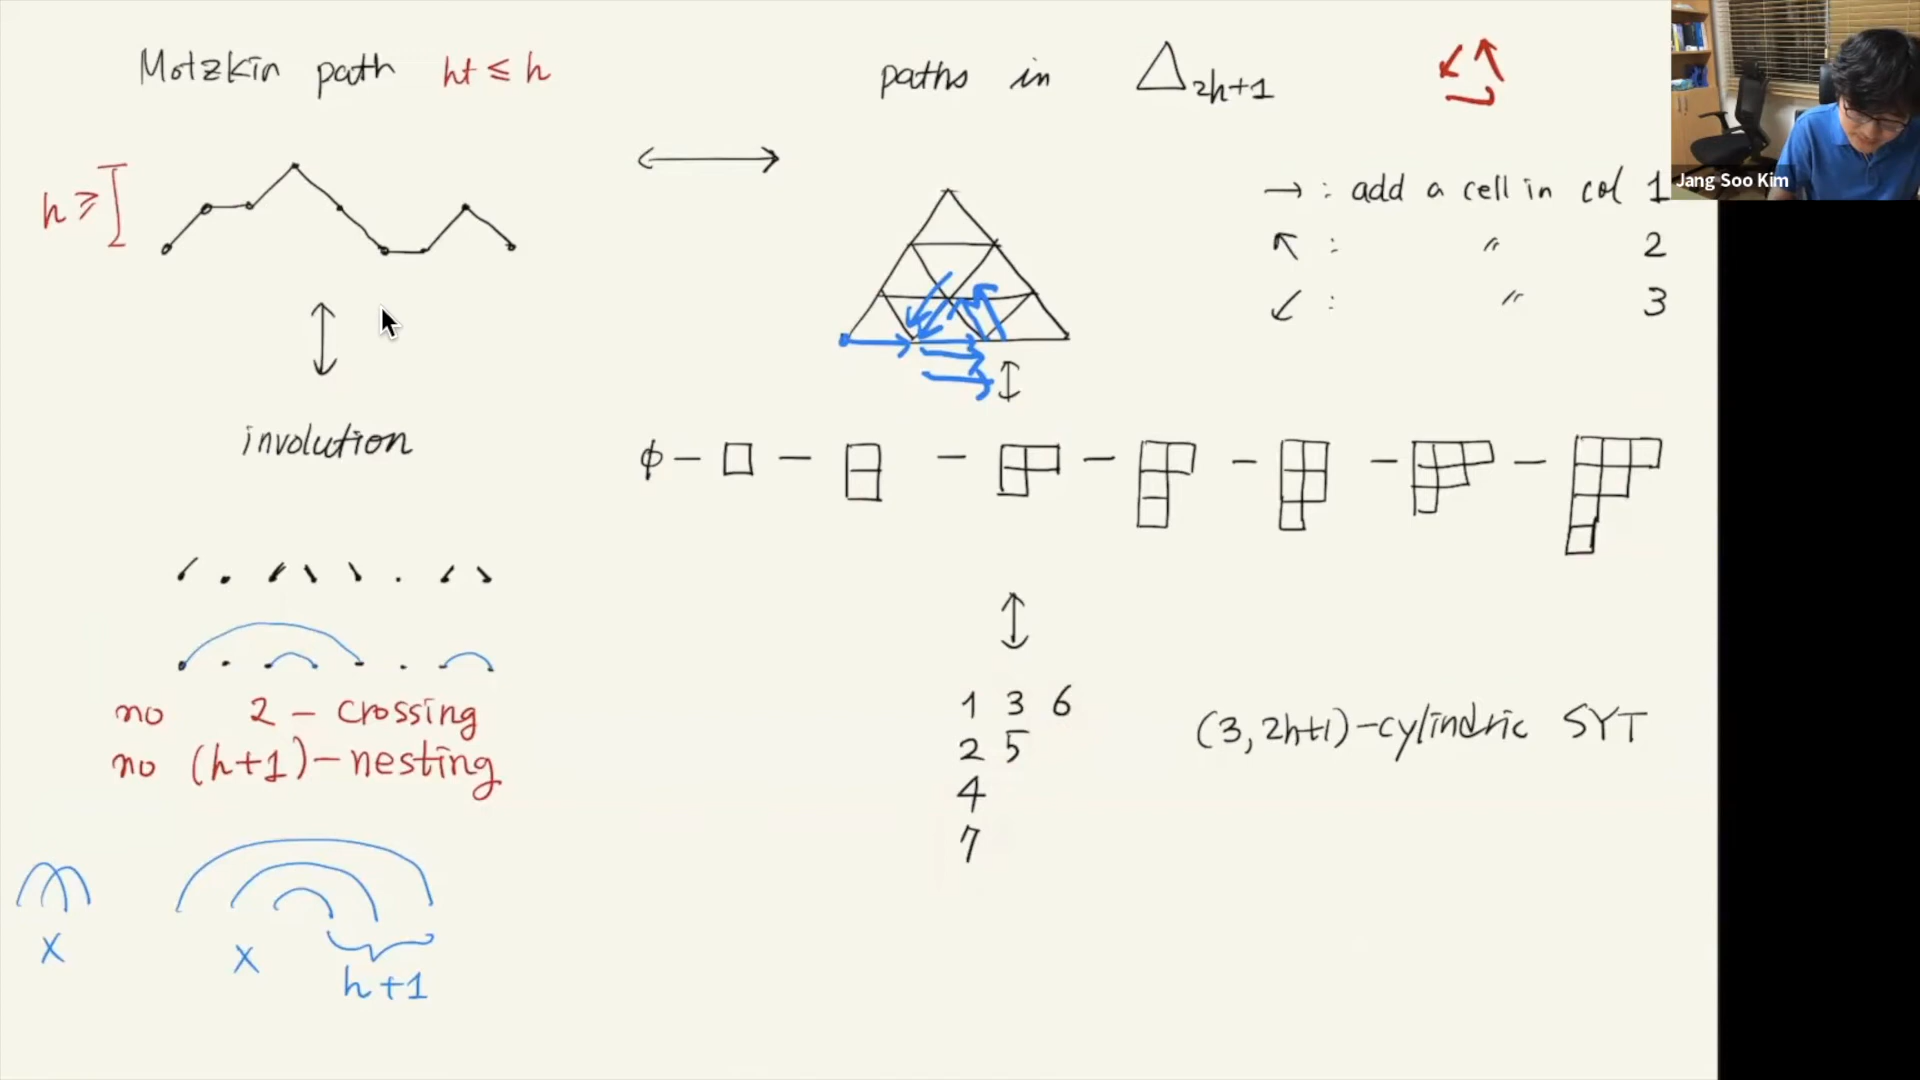 Motzkin path ht ≤ h
h ≥
involution
no 2 - crossing
no (h+1) - nesting
x x
h+1
paths in △2h+1
→ : add a cell in col 1
↖ : 〃 2
↙ : 〃 3
Jang Soo Kim
ϕ - □ -
1 3 6
2 5
4
7
(3, 2h+1) - cylindric SYT